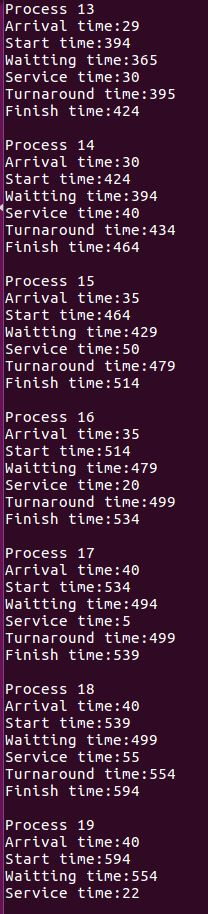 Process 13
Arrival time:29
Start time:394
Waitting time:365
Service time:30
Turnaround time:395
Finish time:424
Process 14
Arrival time:30
Start time:424
Waitting time:394
Service time:40
Turnaround time:434
Finish time:464
Process 15
Arrival time:35
Start time:464
Waitting time:429
Service time:50
Turnaround time:479
Finish time:514
Process 16
Arrival time:35
Start time:514
Waitting time:479
Service time:20
Turnaround time:499
Finish time:534
Process 17
Arrival time:40
Start time:534
Waitting time:494
Service time:5
Turnaround time:499
Finish time:539
Process 18
Arrival time:40
Start time:539
Waitting time:499
Service time:55
Turnaround time:554
Finish time:594
Process 19
Arrival time:40
Start time:594
Waitting time:554
Service time:22